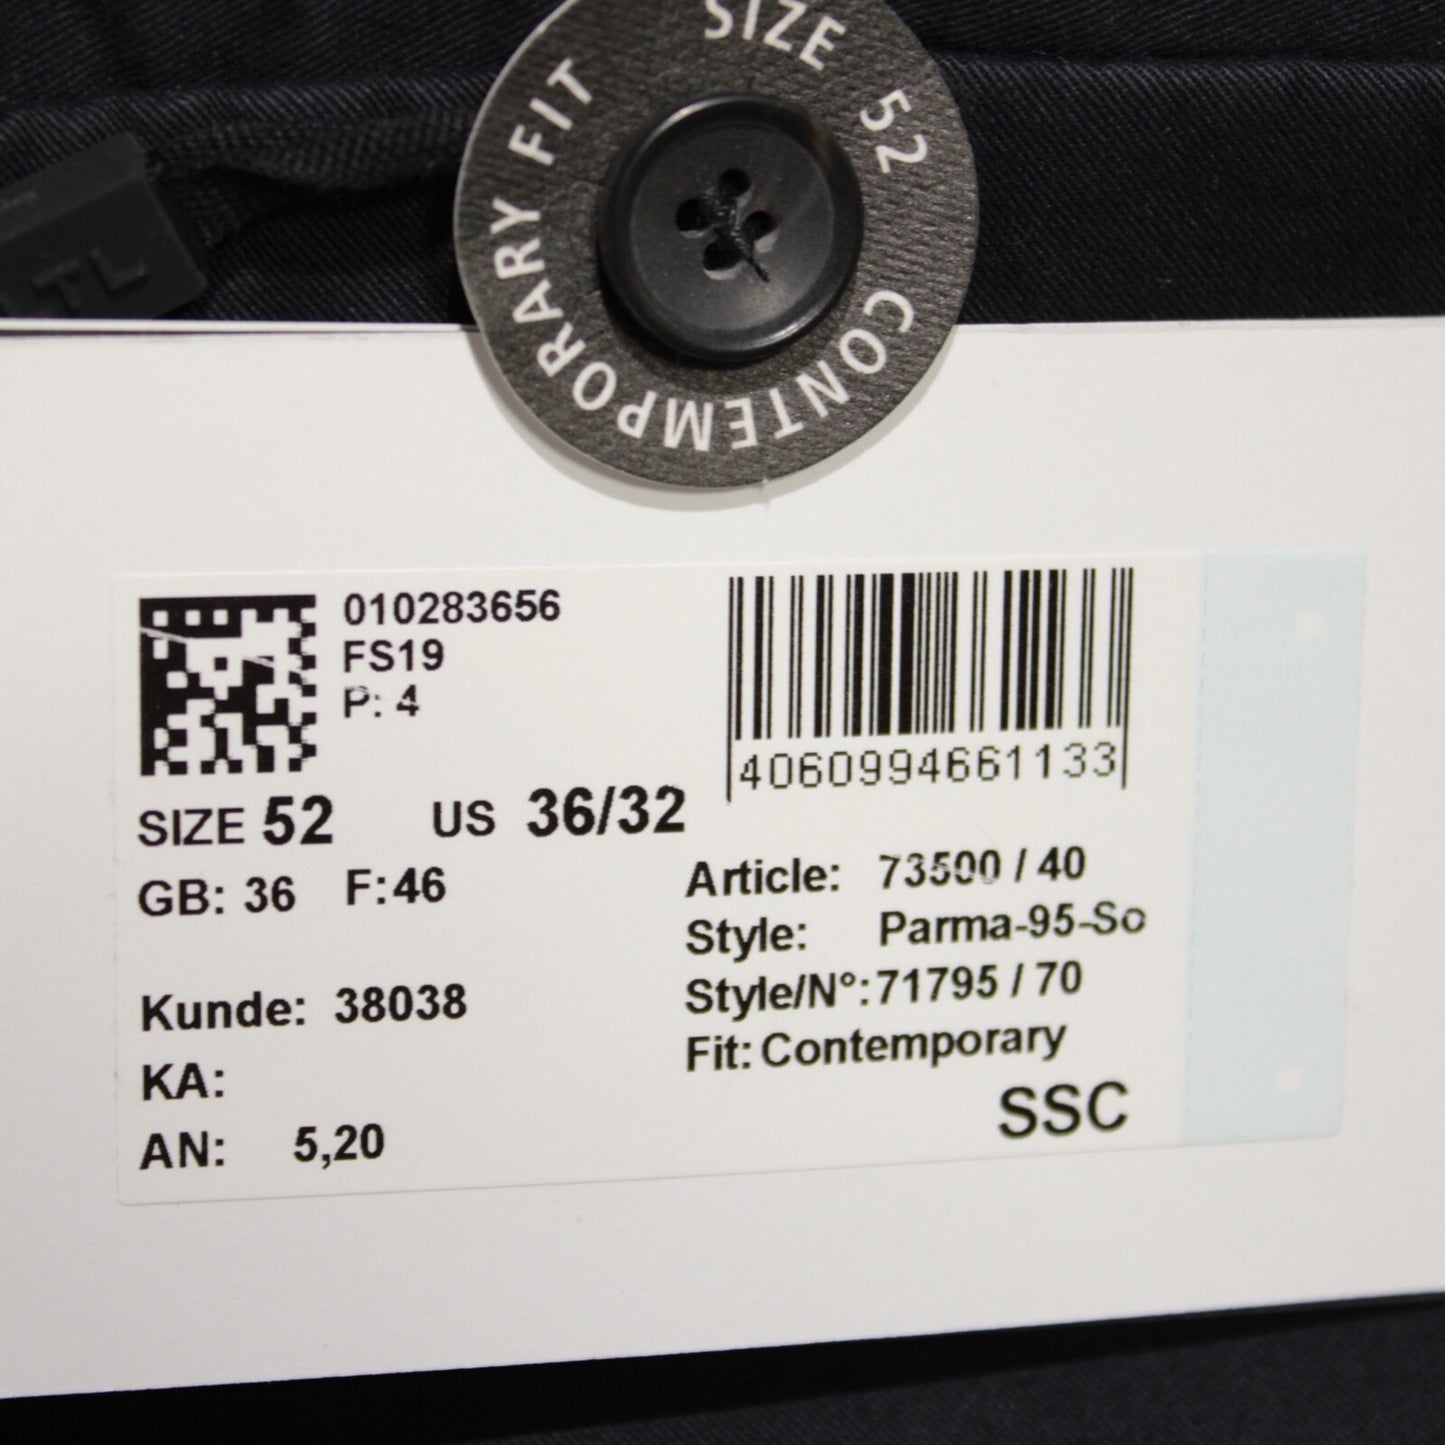 SIZE 52
CONTEMPORARY FIT
TL
010283656
FS19
P: 4
4060994661133
SIZE 52 US 36/32
GB: 36 F:46
Article: 73500 / 40
Style: Parma-95-So
Style/N°:71795 / 70
Fit: Contemporary
Kunde: 38038
KA:
AN: 5,20
SSC